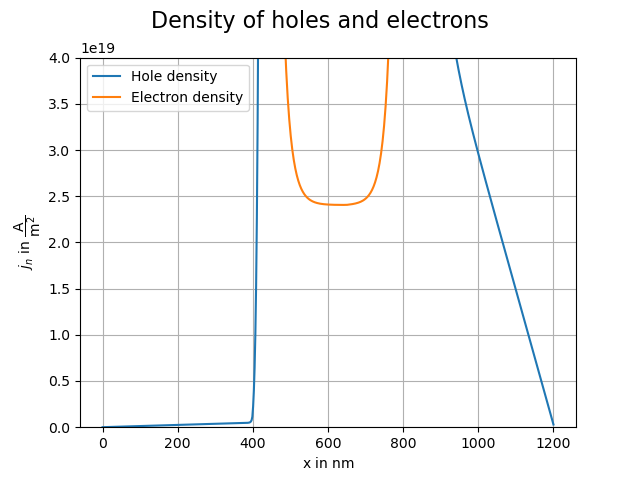 Density of holes and electrons
1e19
4.0
3.5
3.0
2.5
2.0
1.5
1.0
0.5
0.0
Hole density
Electron density
j_n in A/m²
0 200 400 600 800 1000 1200
x in nm